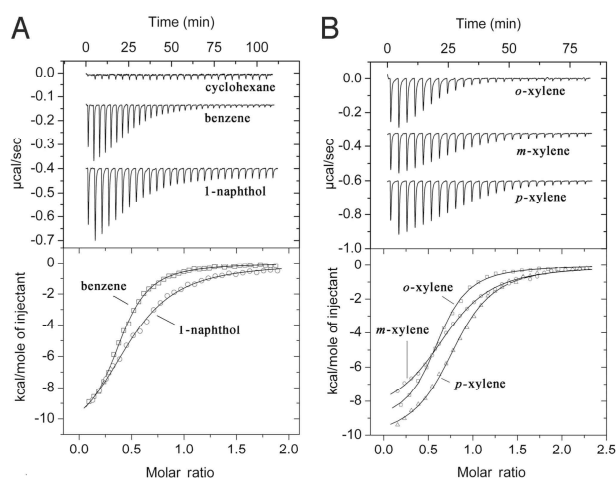 A
Time (min)
0 25 50 75 100
0.0
-0.1
-0.2
-0.3
-0.4
-0.5
-0.6
-0.7
µcal/sec
cyclohexane
benzene
1-naphthol
0
-2
-4
-6
-8
-10
kcal/mole of injectant
benzene
1-naphthol
0.0 0.5 1.0 1.5 2.0
Molar ratio
B
Time (min)
0 25 50 75
0.0
-0.2
-0.4
-0.6
-0.8
-1.0
µcal/sec
o-xylene
m-xylene
p-xylene
0
-2
-4
-6
-8
-10
kcal/mole of injectant
o-xylene
m-xylene
p-xylene
0.0 0.5 1.0 1.5 2.0 2.5
Molar ratio